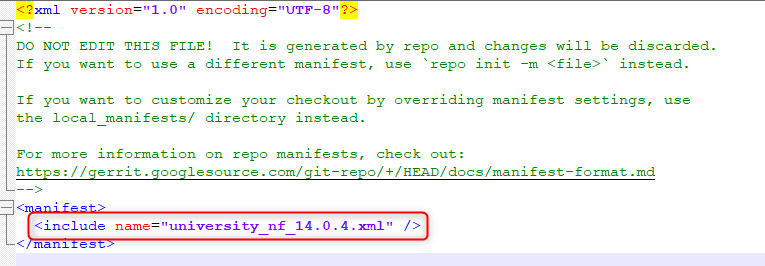 <?xml version="1.0" encoding="UTF-8"?>
<!--
DO NOT EDIT THIS FILE!  It is generated by repo and changes will be discarded.
If you want to use a different manifest, use `repo init -m <file>` instead.
If you want to customize your checkout by overriding manifest settings, use
the local_manifests/ directory instead.
For more information on repo manifests, check out:
https://gerrit.googlesource.com/git-repo/+/HEAD/docs/manifest-format.md
-->
<manifest>
<include name="university_nf_14.0.4.xml" />
</manifest>